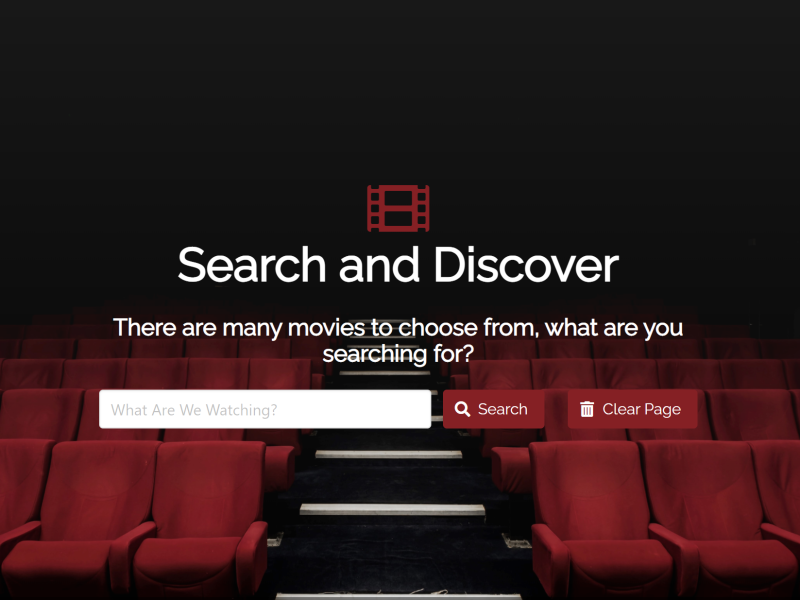 Search and Discover
There are many movies to choose from, what are you
searching for?
What Are We Watching?
Search
Clear Page